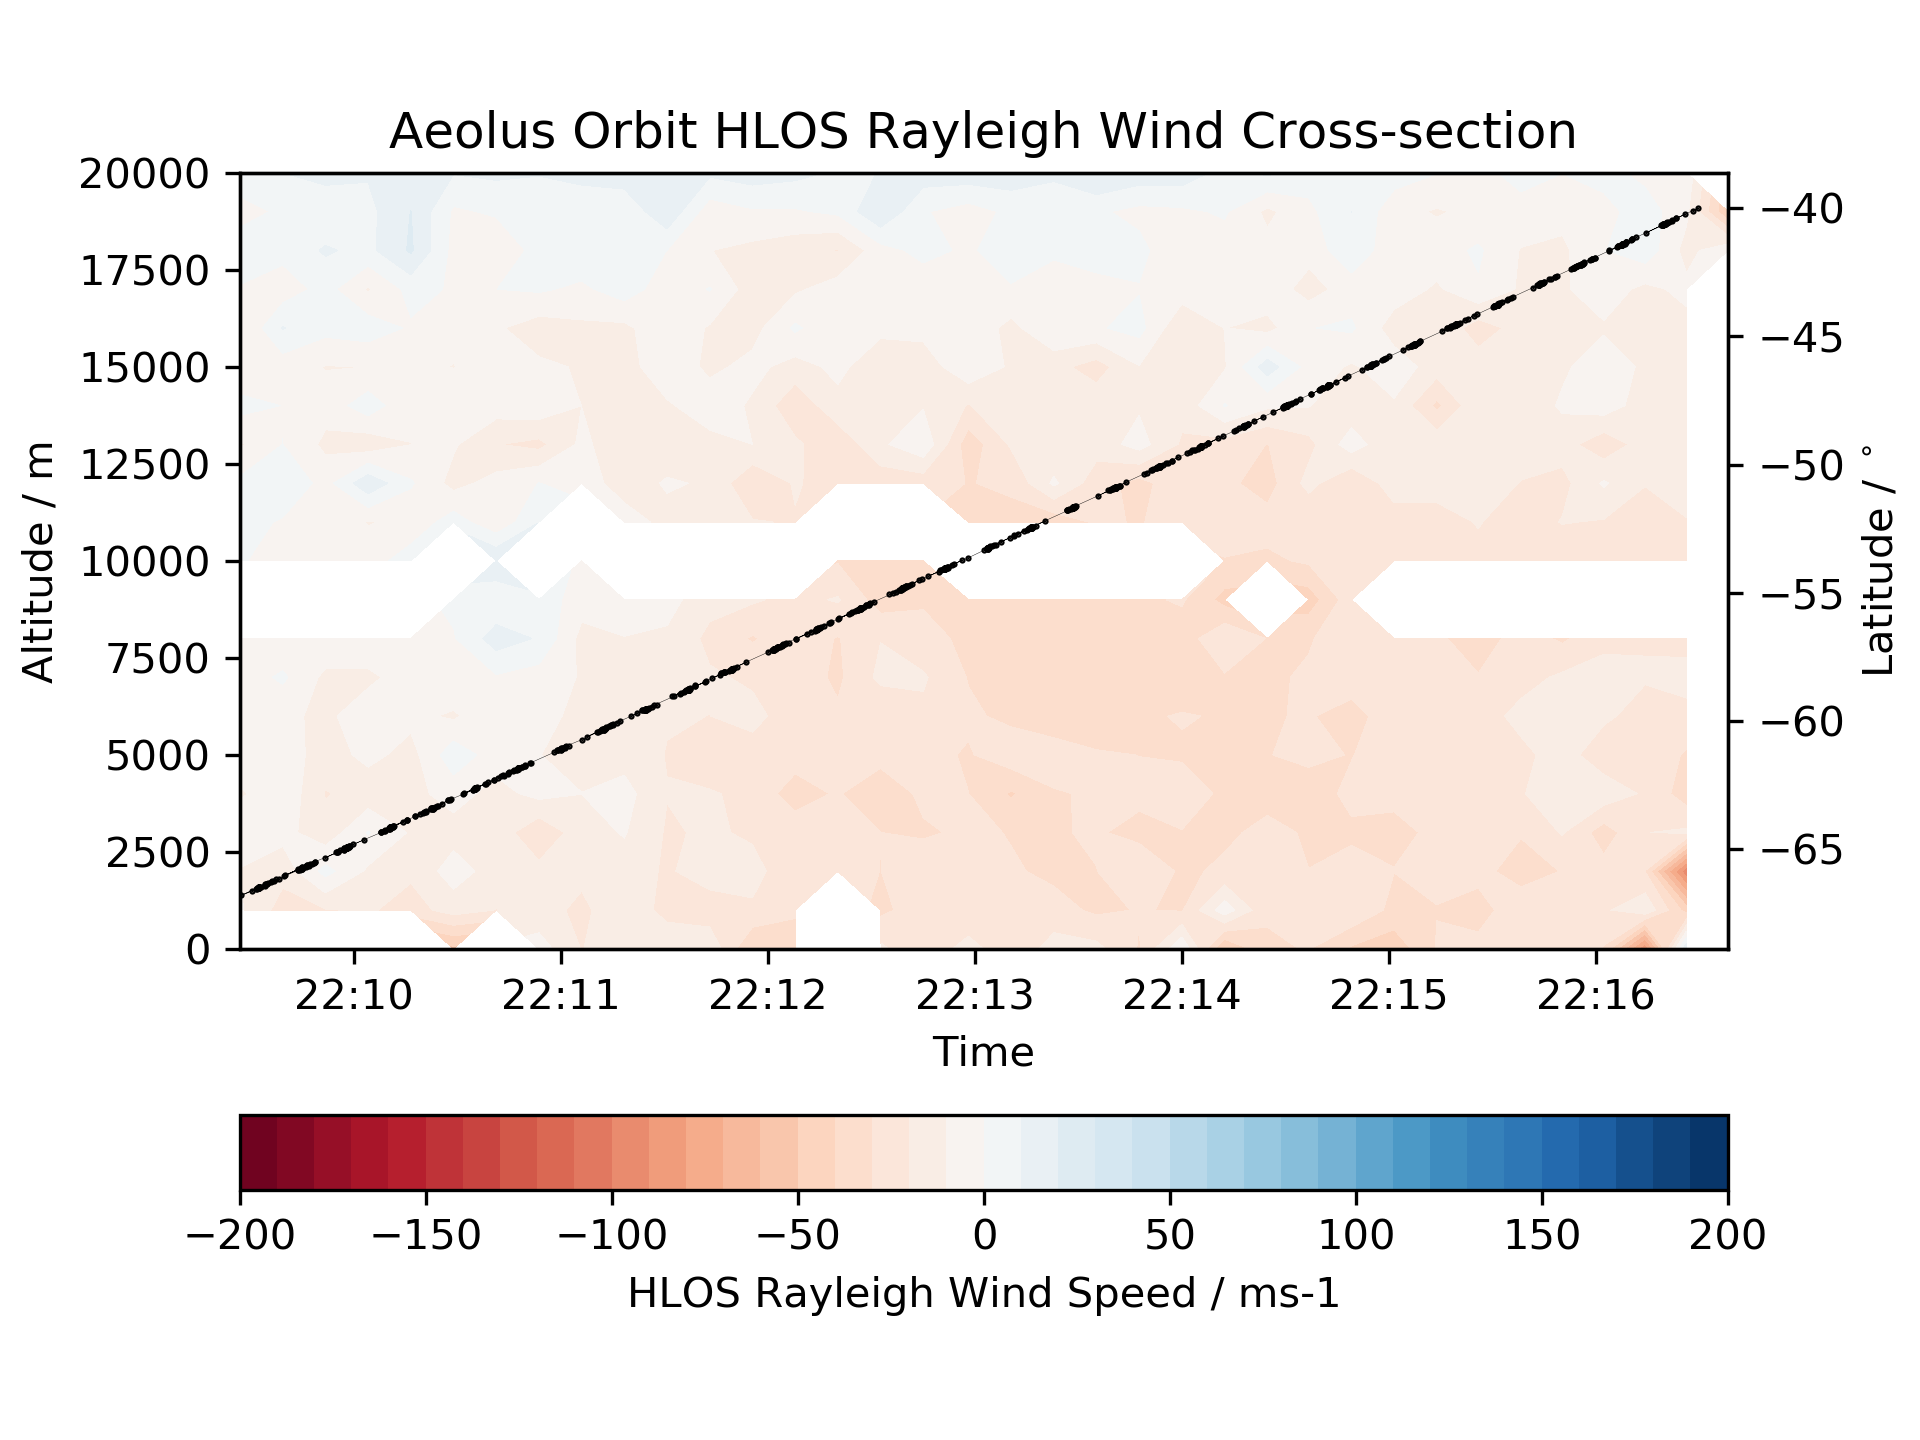 Aeolus Orbit HLOS Rayleigh Wind Cross-section
20000
17500
15000
12500
10000
7500
5000
2500
0
Altitude / m
−40
−45
−50
−55
−60
−65
Latitude / °
22:10 22:11 22:12 22:13 22:14 22:15 22:16
Time
−200 −150 −100 −50 0 50 100 150 200
HLOS Rayleigh Wind Speed / ms-1